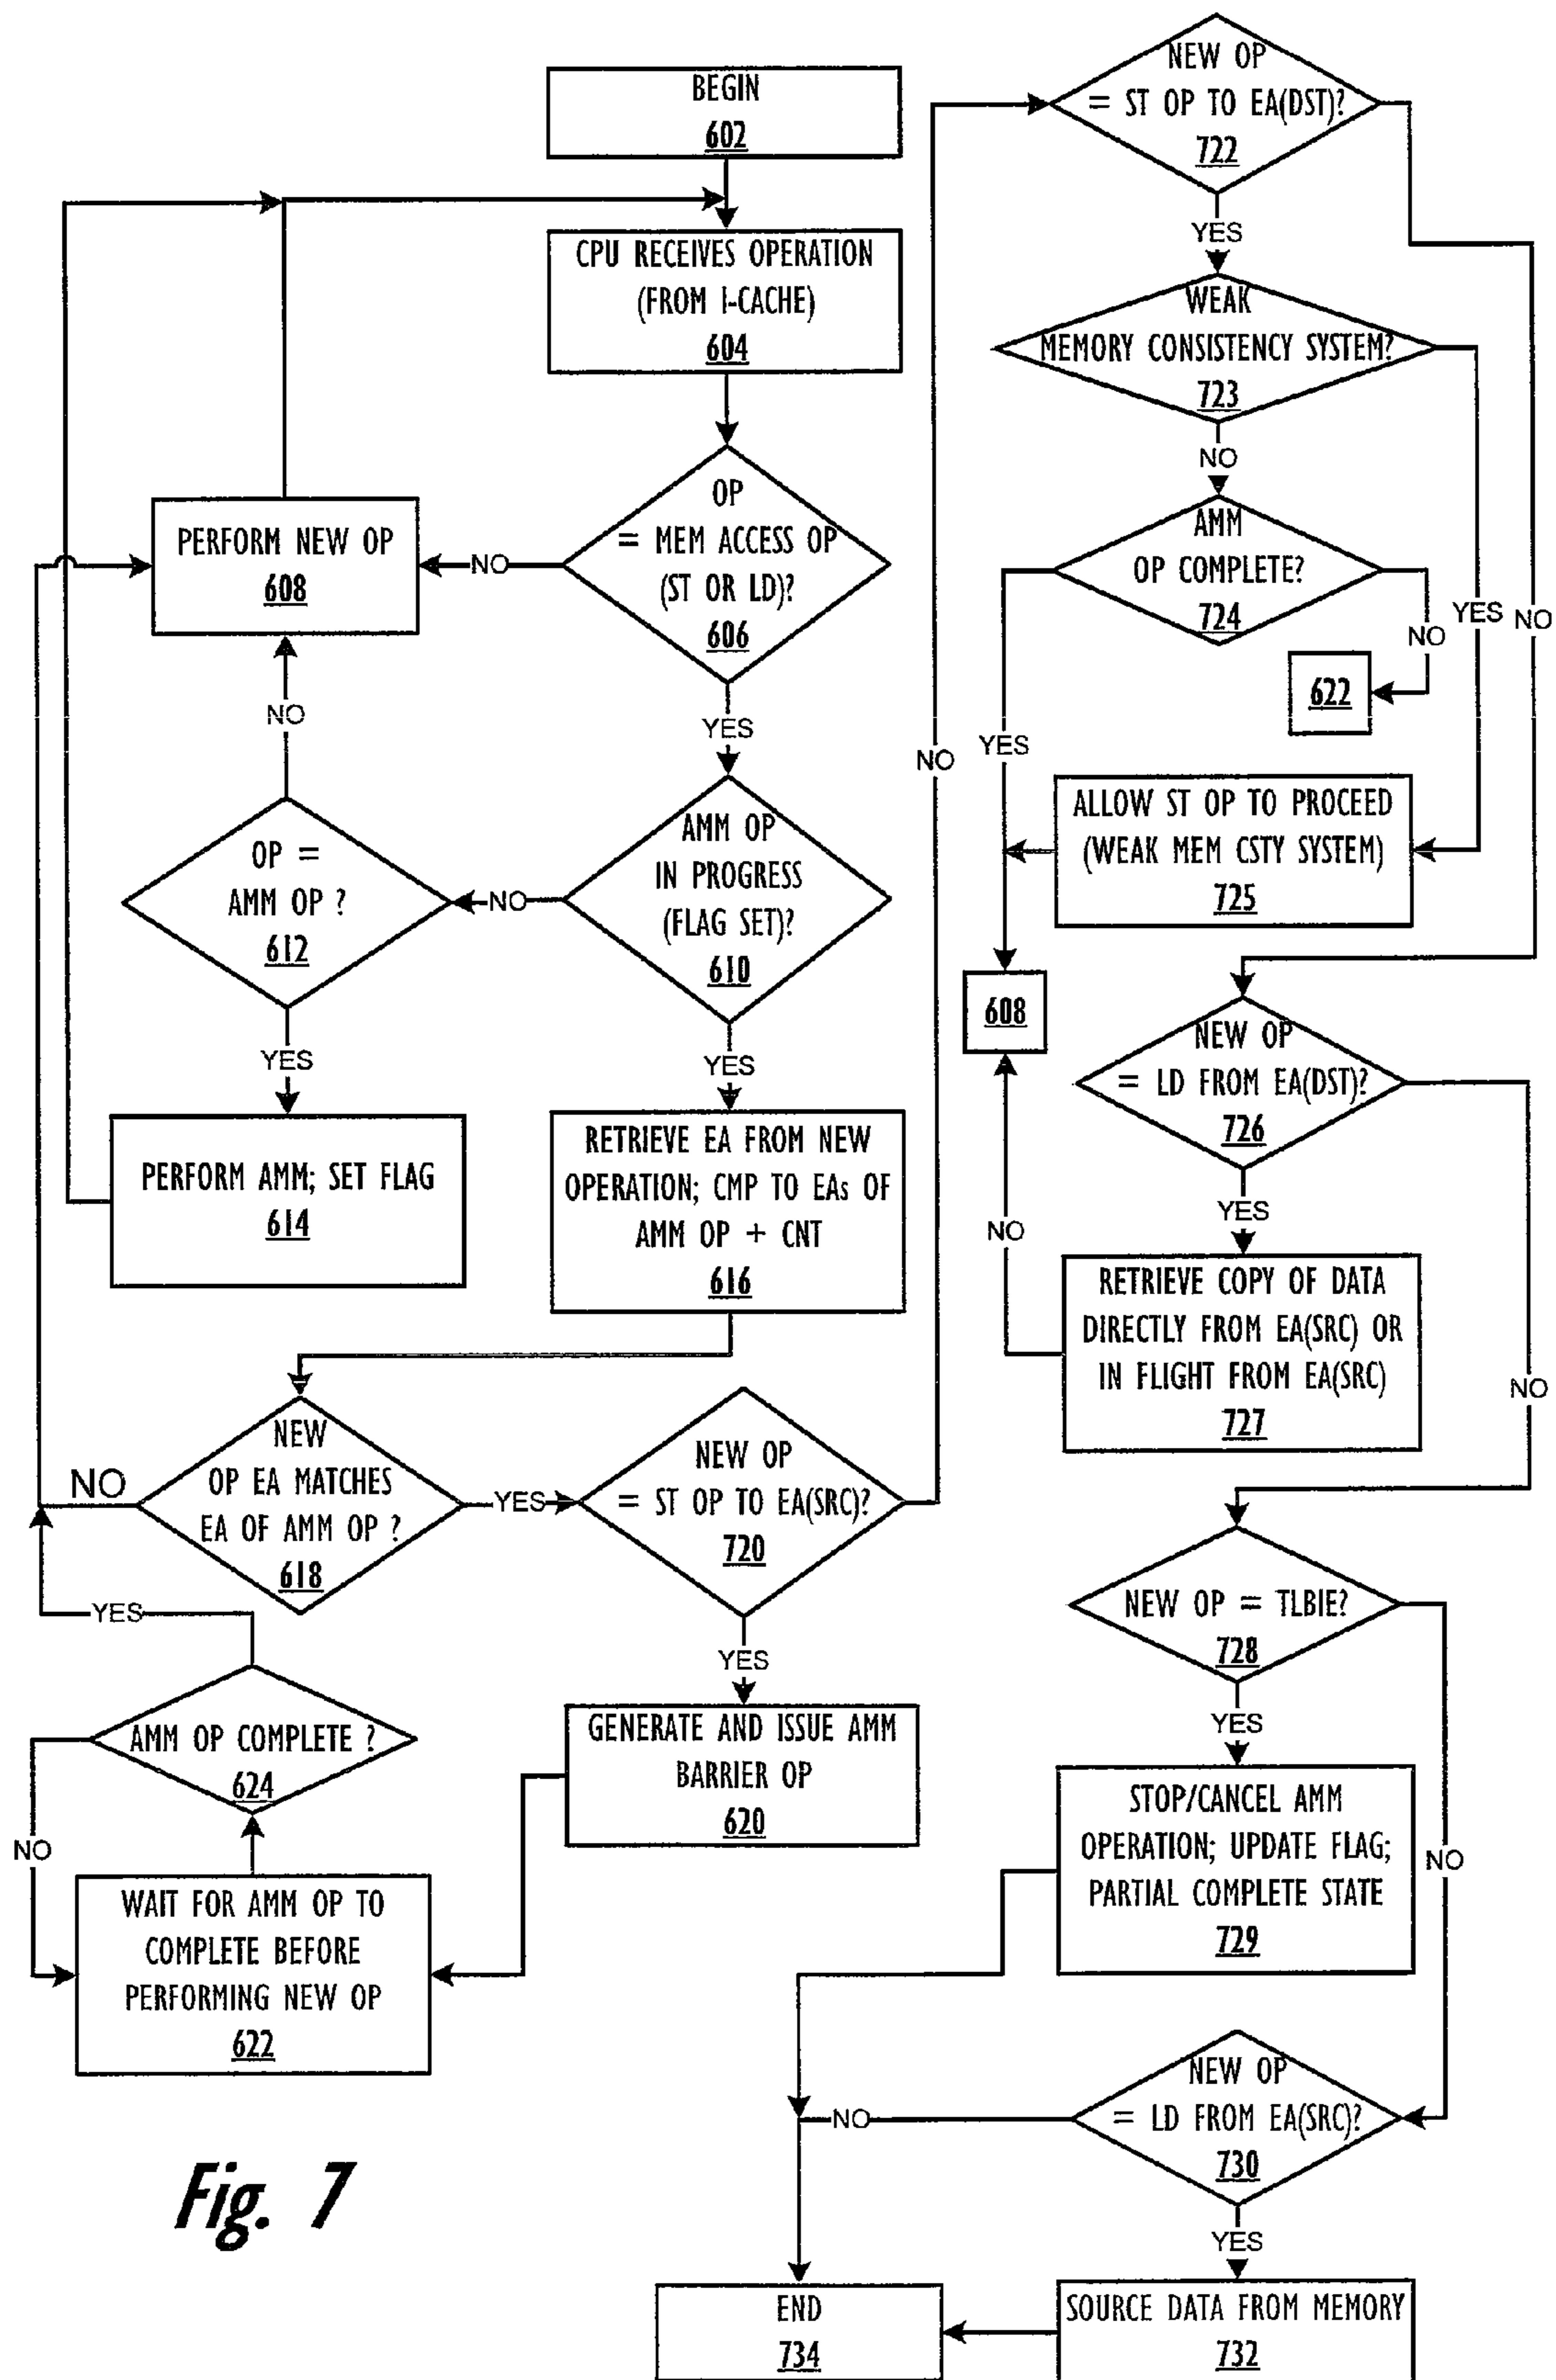 BEGIN
602
CPU RECEIVES OPERATION
(FROM I-CACHE)
604
OP
= MEM ACCESS OP
(ST OR LD)?
606
NO
PERFORM NEW OP
608
YES
NO
AMM OP
IN PROGRESS
(FLAG SET)?
610
NO
OP =
AMM OP ?
612
YES
YES
PERFORM AMM; SET FLAG
614
RETRIEVE EA FROM NEW
OPERATION; CMP TO EAs OF
AMM OP + CNT
616
NEW
OP EA MATCHES
EA OF AMM OP ?
618
NO
YES
NEW OP
= ST OP TO EA(SRC)?
720
NO
YES
GENERATE AND ISSUE AMM
BARRIER OP
620
YES
AMM OP COMPLETE ?
624
NO
WAIT FOR AMM OP TO
COMPLETE BEFORE
PERFORMING NEW OP
622
NEW OP
= ST OP TO EA(DST)?
722
YES
NO
WEAK
MEMORY CONSISTENCY SYSTEM?
723
NO
YES
AMM
OP COMPLETE?
724
NO
622
YES
ALLOW ST OP TO PROCEED
(WEAK MEM CSTY SYSTEM)
725
608
NEW OP
= LD FROM EA(DST)?
726
YES
NO
RETRIEVE COPY OF DATA
DIRECTLY FROM EA(SRC) OR
IN FLIGHT FROM EA(SRC)
727
NO
NEW OP = TLBIE?
728
YES
NO
STOP/CANCEL AMM
OPERATION; UPDATE FLAG;
PARTIAL COMPLETE STATE
729
NEW OP
= LD FROM EA(SRC)?
730
NO
YES
SOURCE DATA FROM MEMORY
732
END
734
Fig. 7